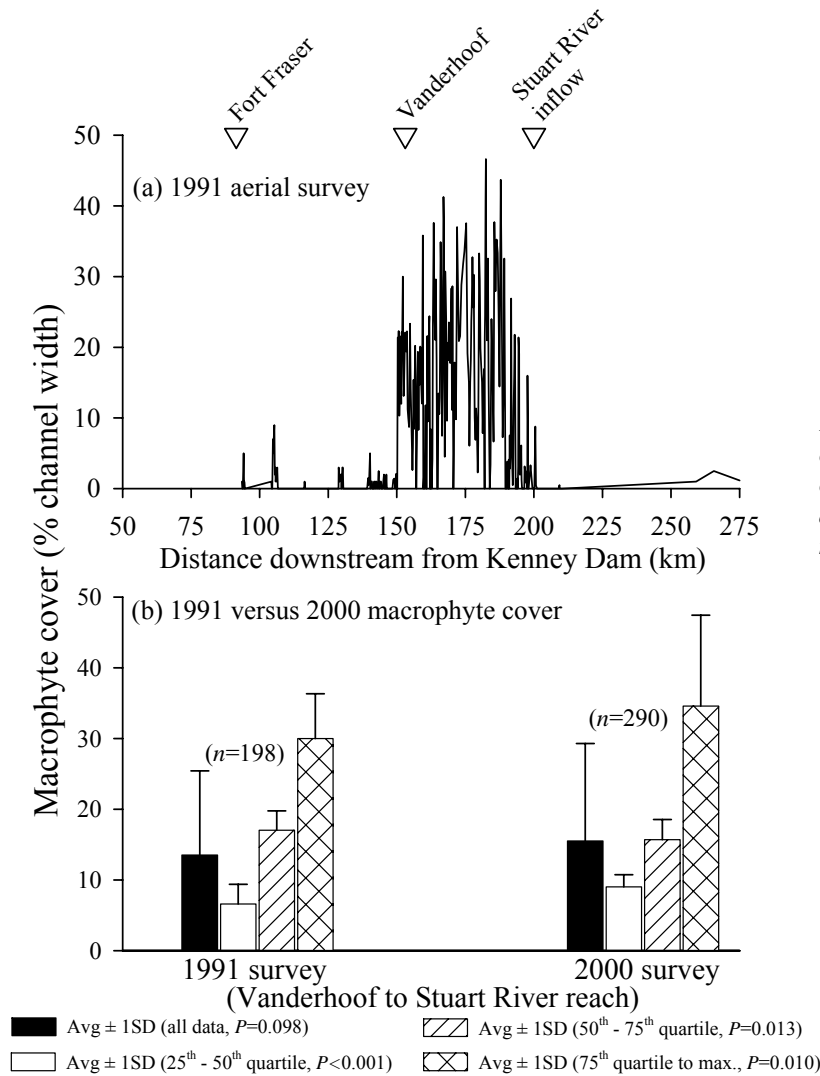 Fort Fraser
Vanderhoof
Stuart River
inflow
50
(a) 1991 aerial survey
40
30
20
10
0
50
75
100
125
150
175
200
225
250
275
Distance downstream from Kenney Dam (km)
Macrophyte cover (% channel width)
50
(b) 1991 versus 2000 macrophyte cover
40
30
20
10
0
(n=198)
(n=290)
1991 survey
2000 survey
(Vanderhoof to Stuart River reach)
Avg ± 1SD (all data, P=0.098)
Avg ± 1SD (50th - 75th quartile, P=0.013)
Avg ± 1SD (25th - 50th quartile, P<0.001)
Avg ± 1SD (75th quartile to max., P=0.010)